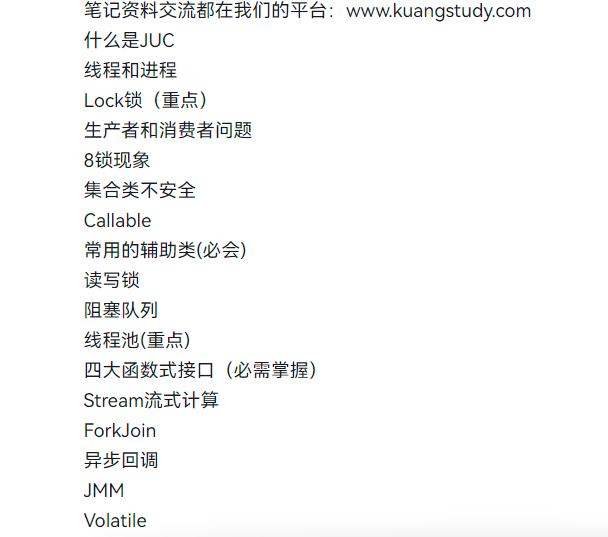 笔记资料交流都在我们的平台：www.kuangstudy.com
什么是JUC
线程和进程
Lock锁（重点）
生产者和消费者问题
8锁现象
集合类不安全
Callable
常用的辅助类(必会)
读写锁
阻塞队列
线程池(重点)
四大函数式接口（必需掌握）
Stream流式计算
ForkJoin
异步回调
JMM
Volatile